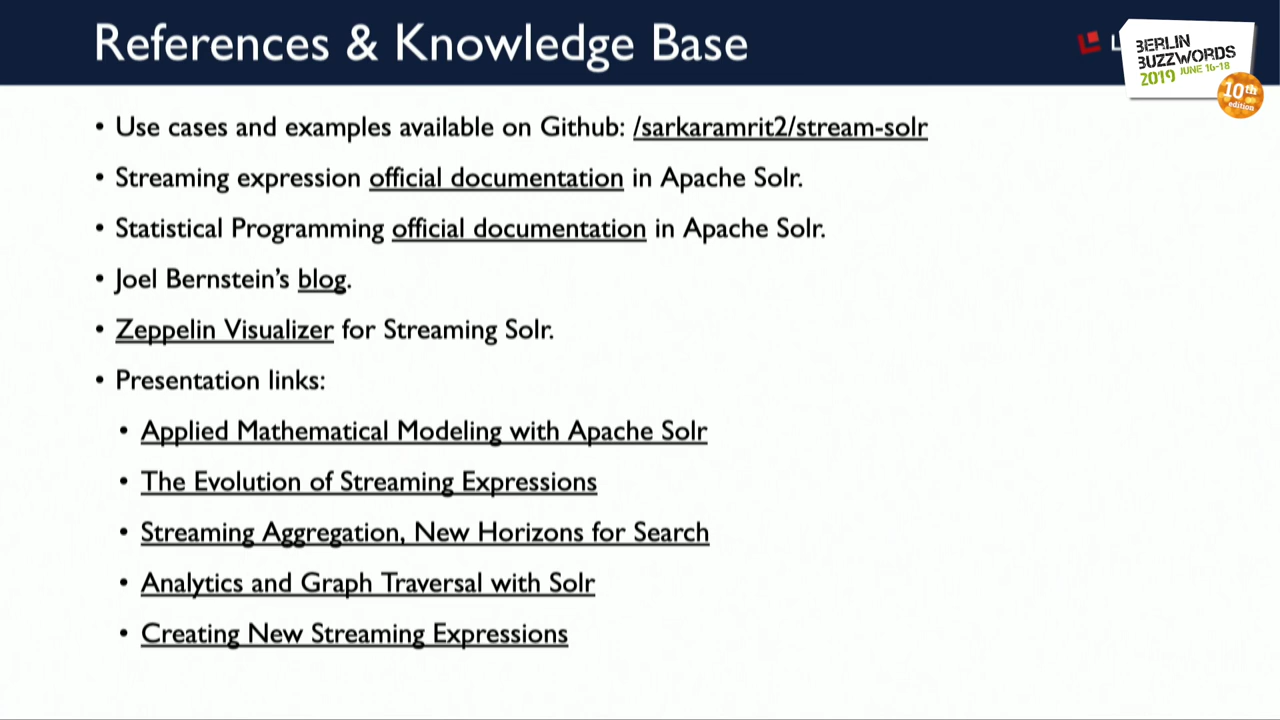 References & Knowledge Base
BERLIN
BUZZWORDS
2019 JUNE 16-18
10th
edition
• Use cases and examples available on Github: /sarkaramrit2/stream-solr
• Streaming expression official documentation in Apache Solr.
• Statistical Programming official documentation in Apache Solr.
• Joel Bernstein’s blog.
• Zeppelin Visualizer for Streaming Solr.
• Presentation links:
• Applied Mathematical Modeling with Apache Solr
• The Evolution of Streaming Expressions
• Streaming Aggregation, New Horizons for Search
• Analytics and Graph Traversal with Solr
• Creating New Streaming Expressions